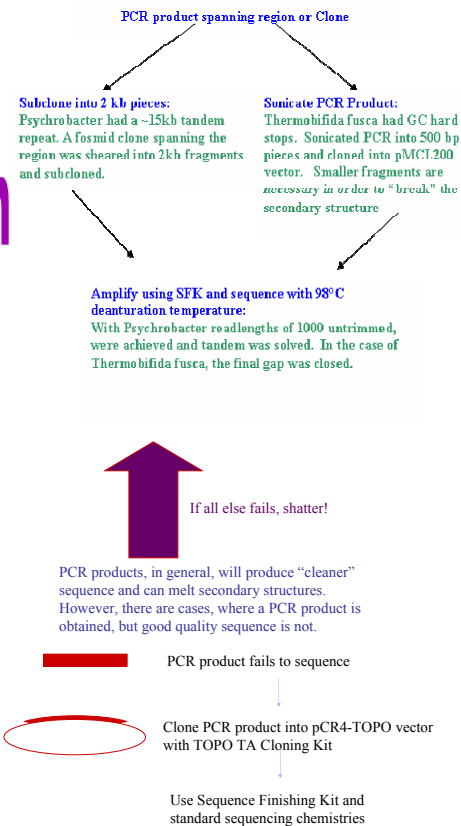 PCR product spanning region or Clone
Subclone into 2 kb pieces:
Psychrobacter had a ~15kb tandem
repeat. A fosmid clone spanning the
region was sheared into 2kb fragments
and subcloned.
Sonicate PCR Product:
Thermobifida fusca had GC hard
stops. Sonicated PCR into 500 bp
pieces and cloned into pMCL200
vector. Smaller fragments are
necessary in order to “break” the
secondary structure
Amplify using SFK and sequence with 98°C
deanturation temperature:
With Psychrobacter readlengths of 1000 untrimmed,
were achieved and tandem was solved. In the case of
Thermobifida fusca, the final gap was closed.
If all else fails, shatter!
PCR products, in general, will produce “cleaner”
sequence and can melt secondary structures.
However, there are cases, where a PCR product is
obtained, but good quality sequence is not.
PCR product fails to sequence
Clone PCR product into pCR4-TOPO vector
with TOPO TA Cloning Kit
Use Sequence Finishing Kit and
standard sequencing chemistries